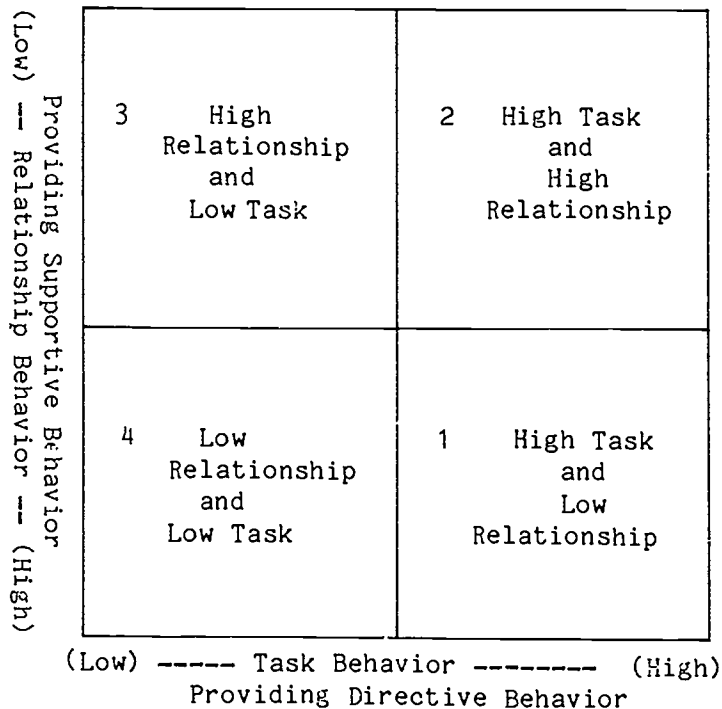 (Low) -- Relationship Behavior -- (High)
Providing Supportive Behavior
3 High
Relationship
and
Low Task
2 High Task
and
High
Relationship
4 Low
Relationship
and
Low Task
1 High Task
and
Low
Relationship
(Low) ----- Task Behavior -------- (High)
Providing Directive Behavior